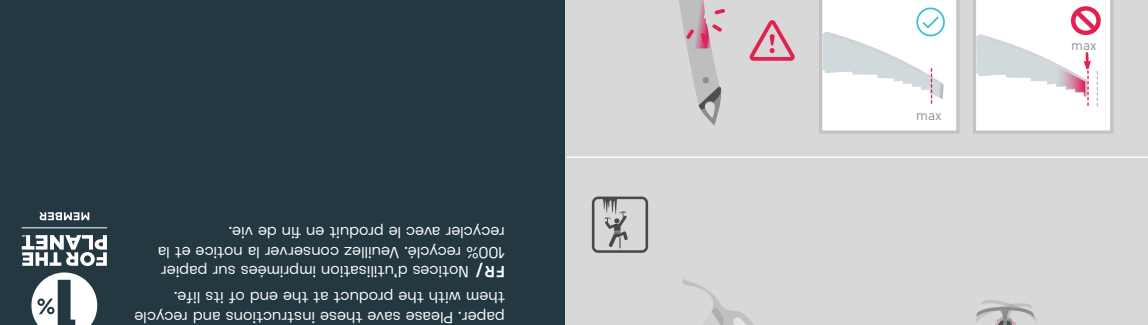 paper. Please save these instructions and recycle
them with the product at the end of its life.
FR/ Notices d'utilisation imprimées sur papier
100% recyclé. Veuillez conserver la notice et la
recycler avec le produit en fin de vie.
1%
FOR THE
PLANET
MEMBER
max
max